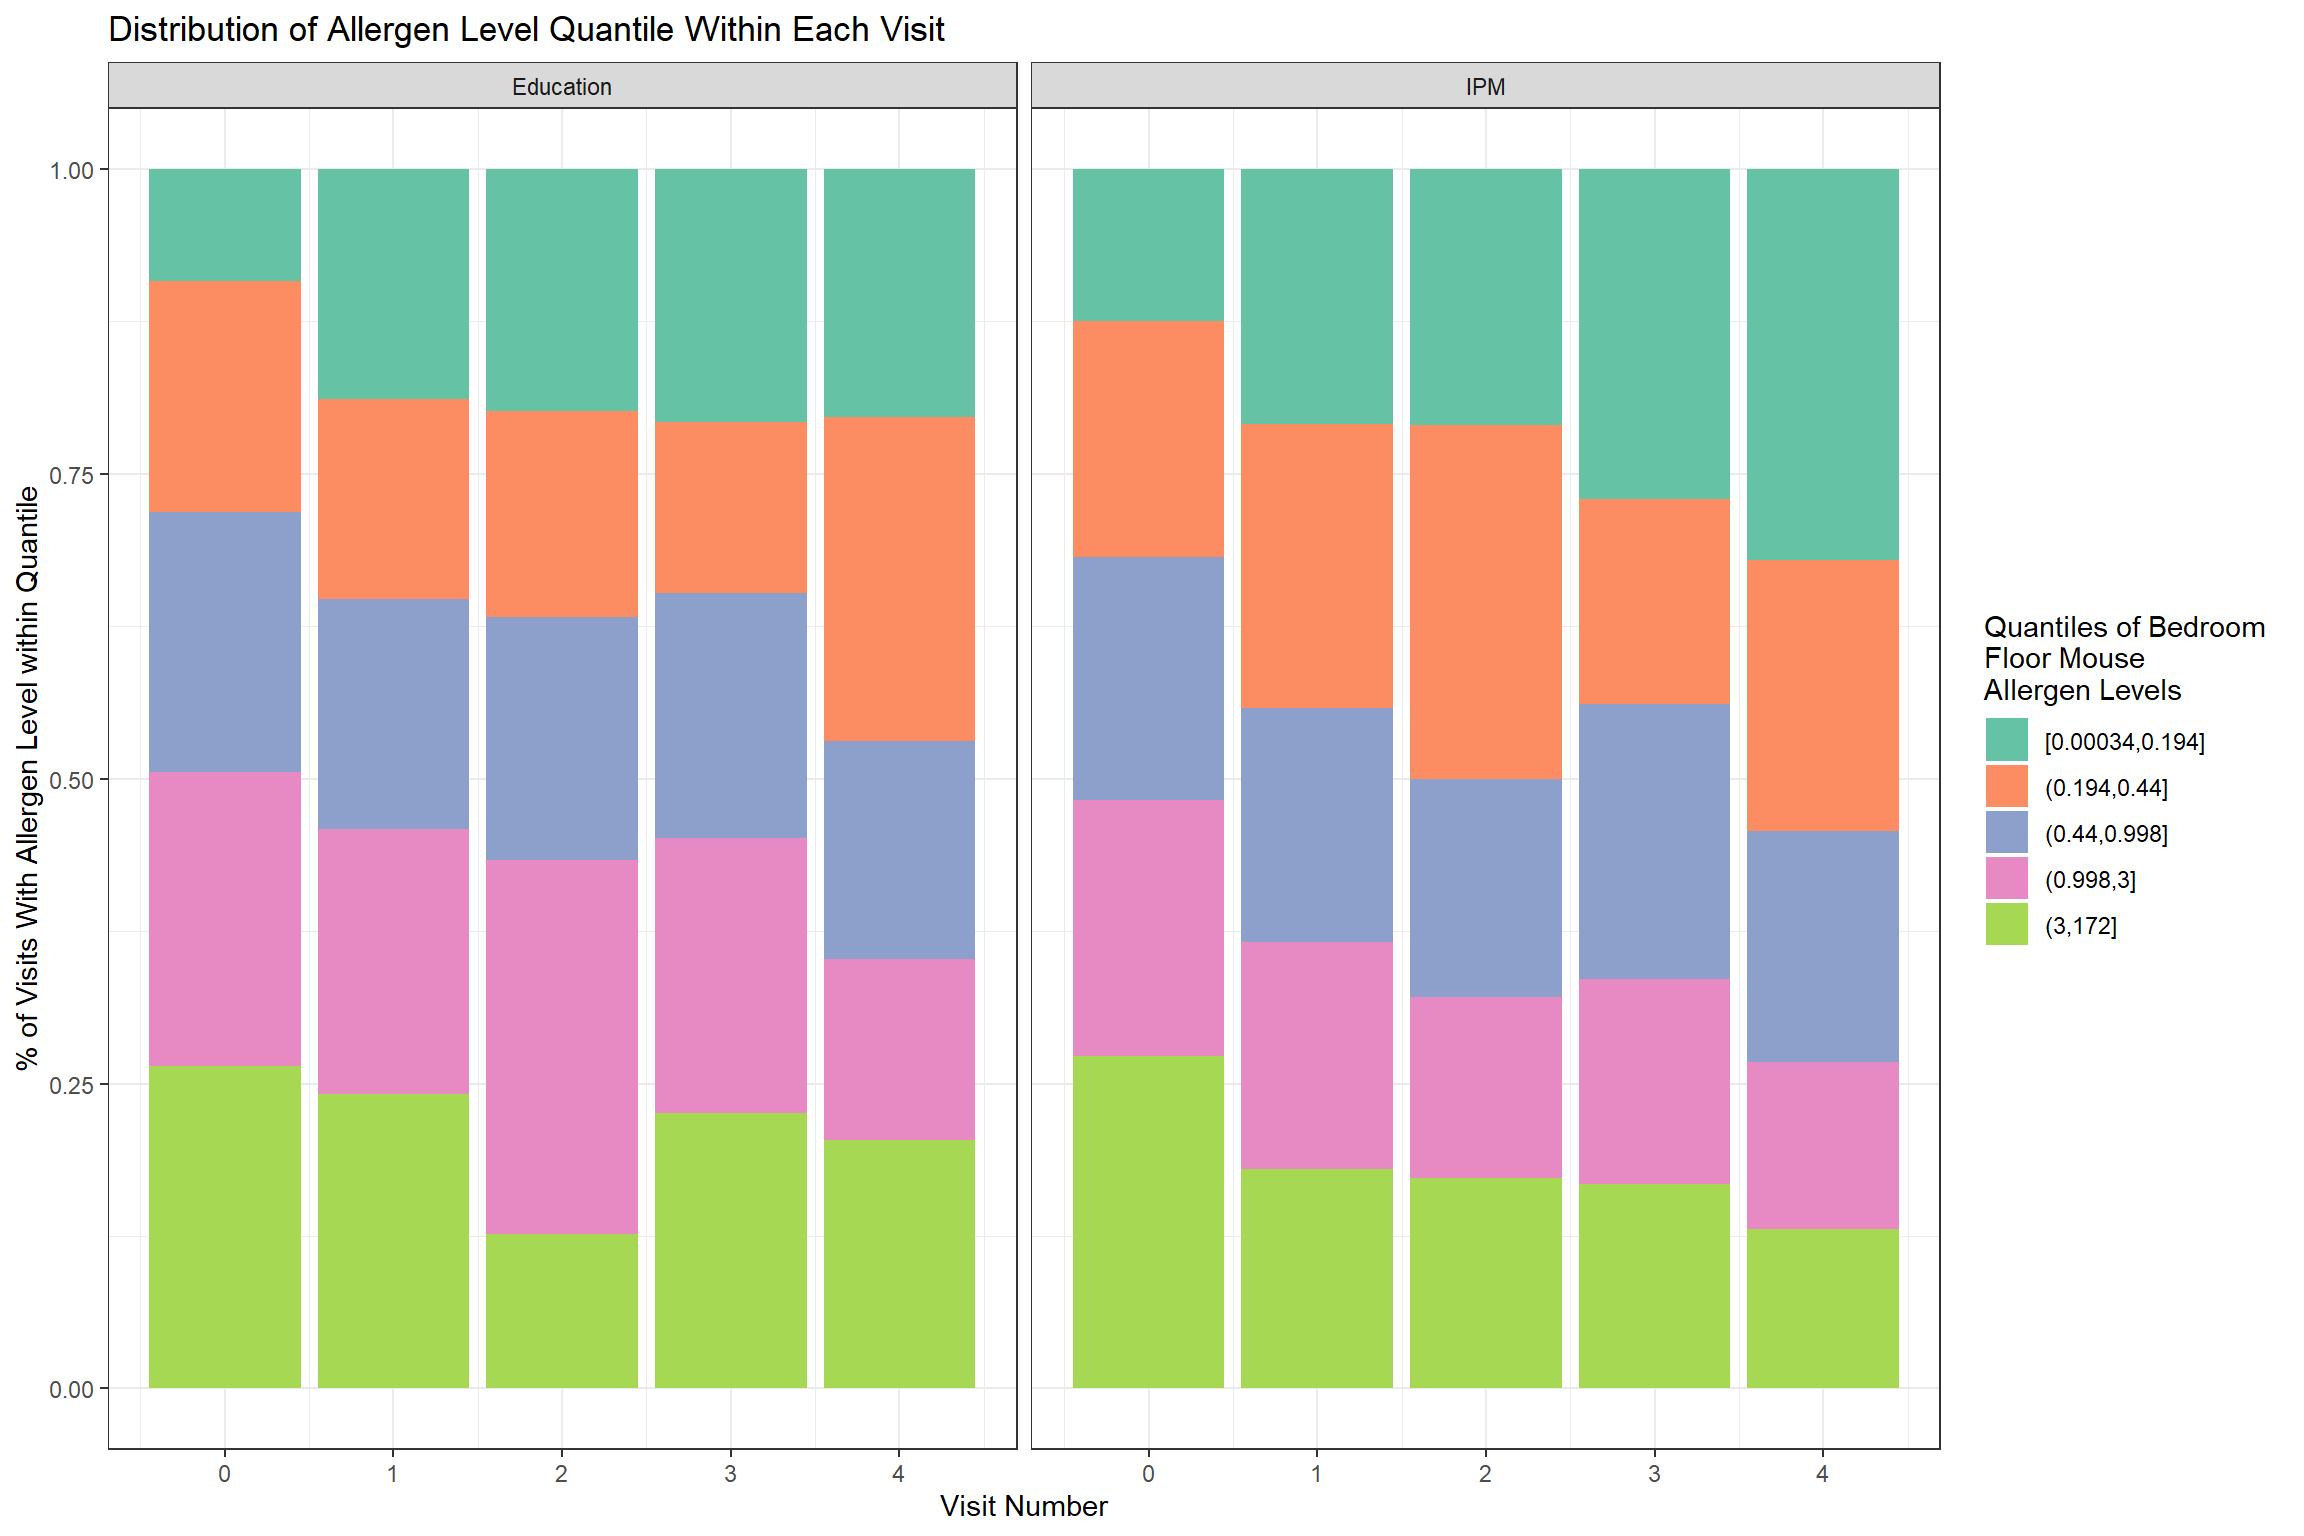 Distribution of Allergen Level Quantile Within Each Visit
Education
IPM
% of Visits With Allergen Level within Quantile
1.00
0.75
0.50
0.25
0.00
0 1 2 3 4
0 1 2 3 4
Visit Number
Quantiles of Bedroom
Floor Mouse
Allergen Levels
[0.00034,0.194]
(0.194,0.44]
(0.44,0.998]
(0.998,3]
(3,172]